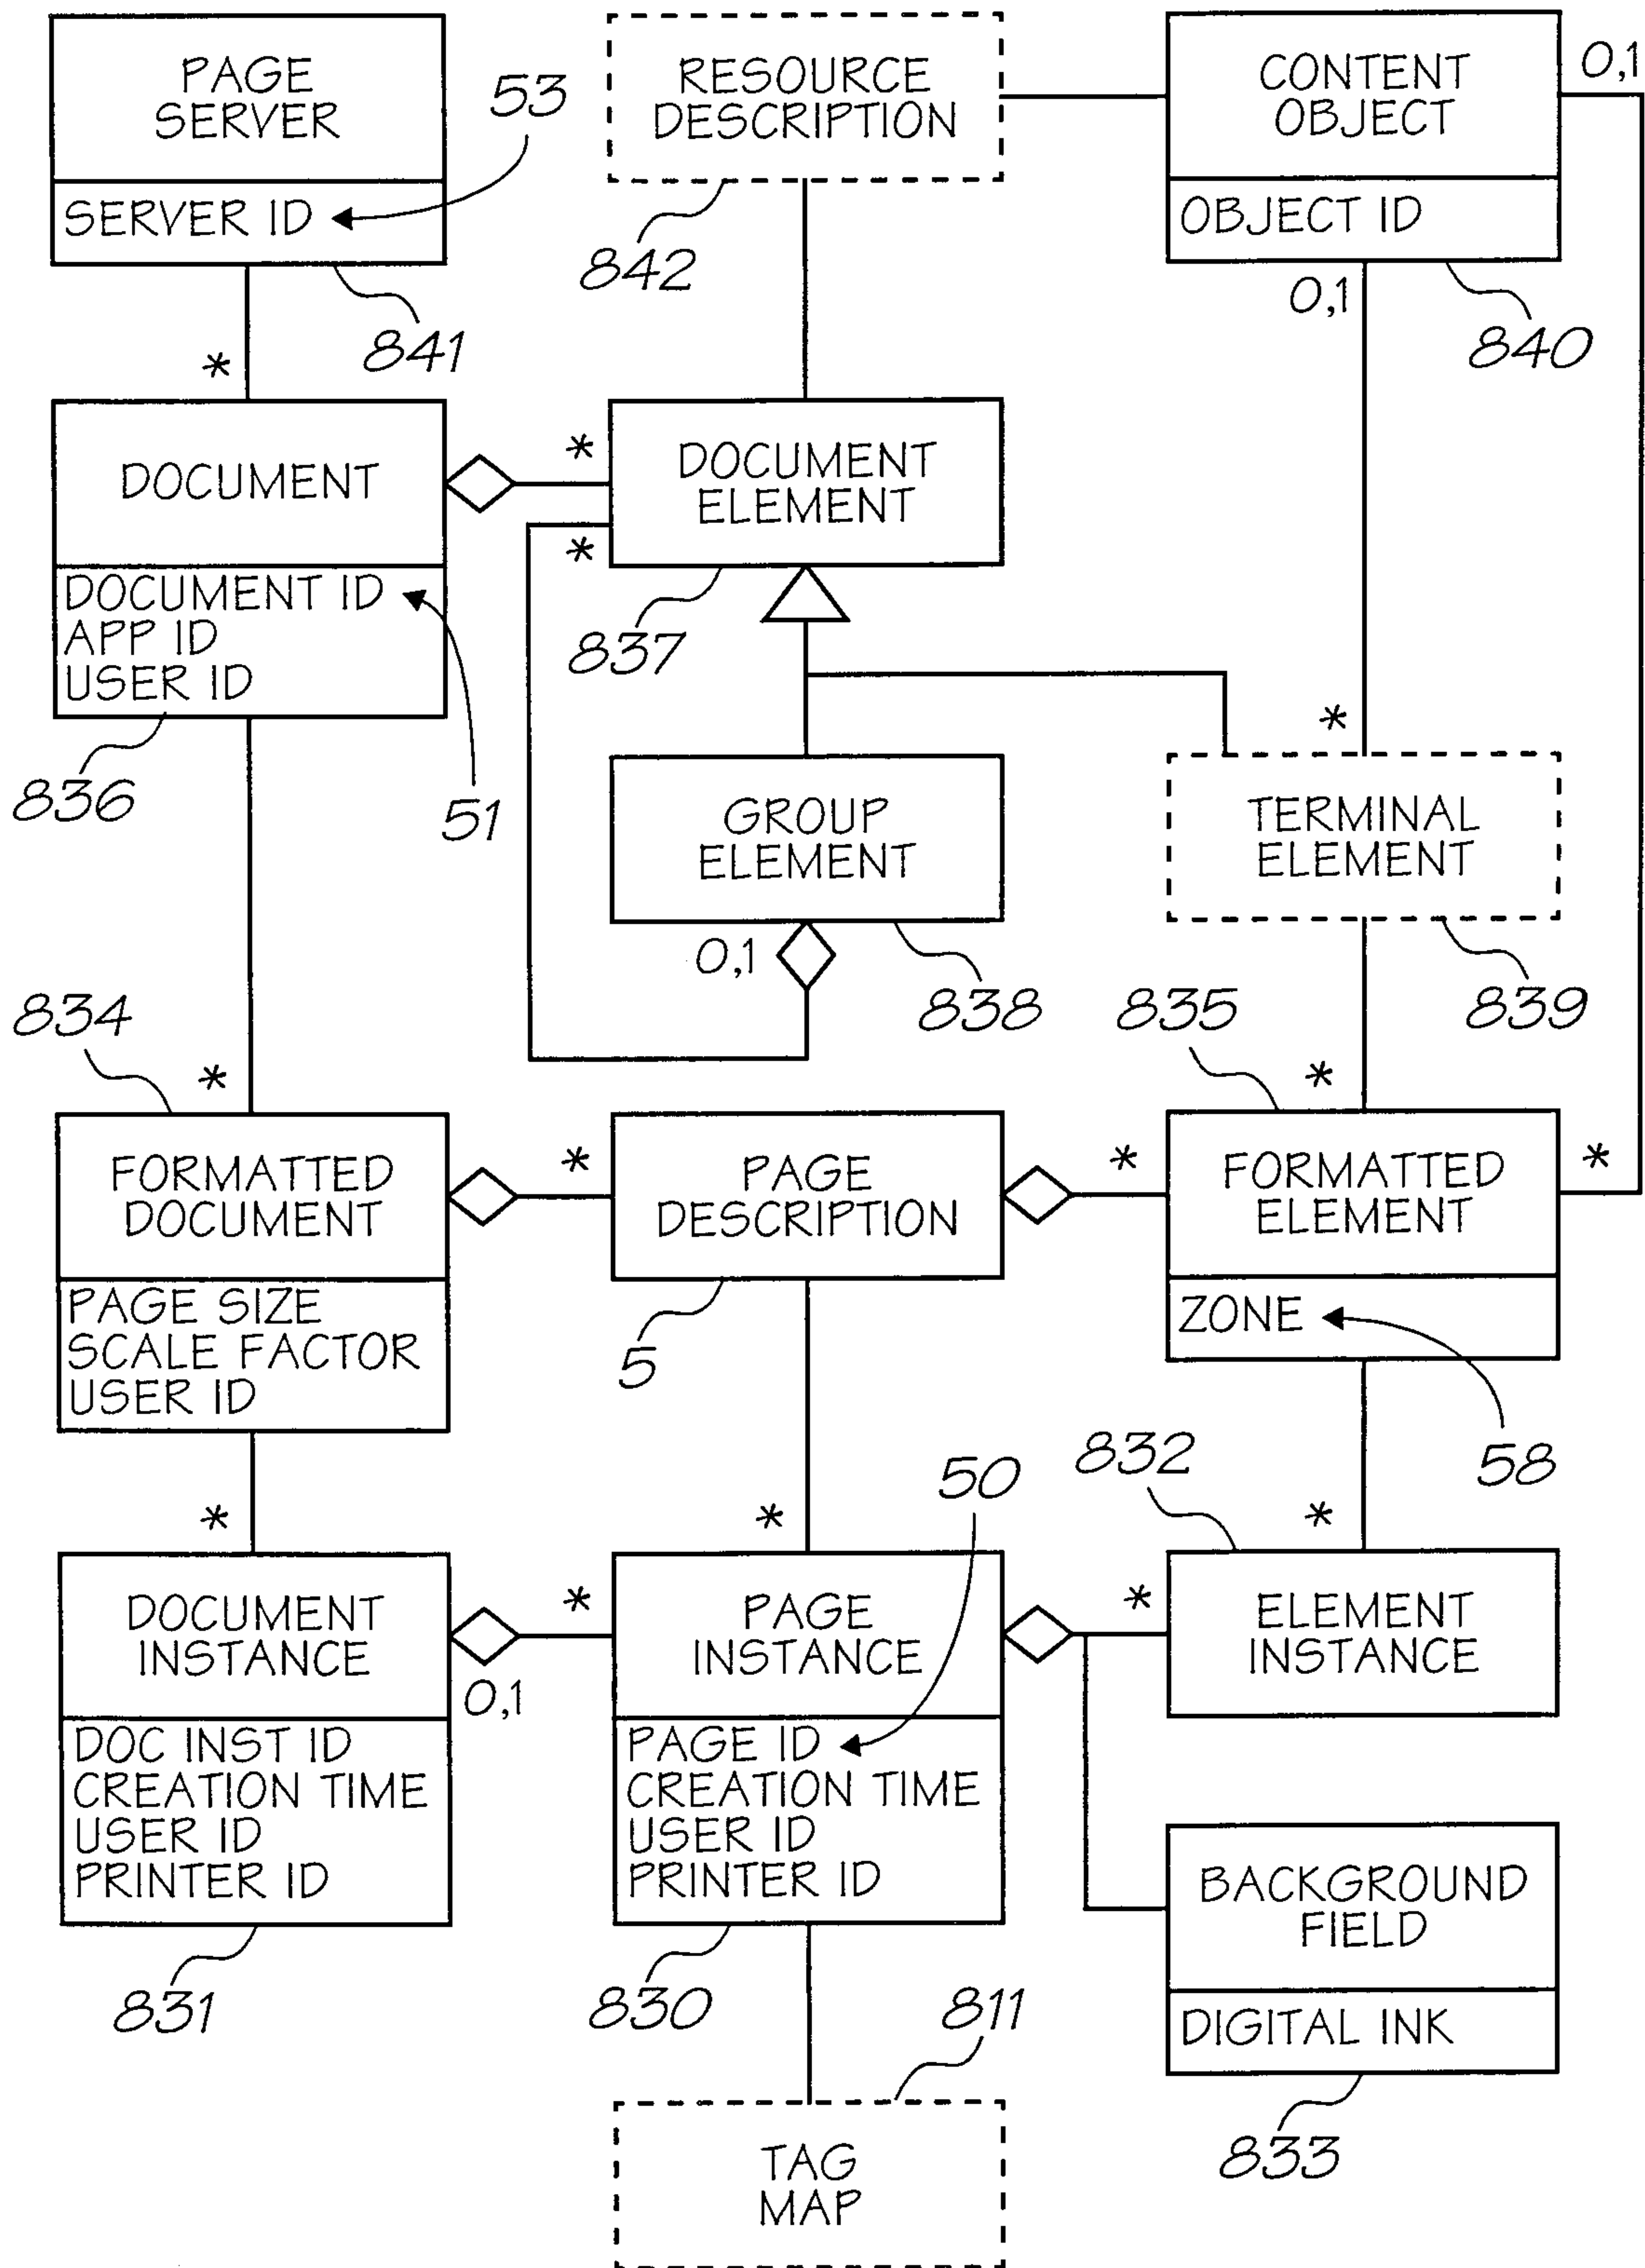 PAGE
SERVER
SERVER ID
53
841
RESOURCE
DESCRIPTION
842
CONTENT
OBJECT
OBJECT ID
0,1
0,1
840
*
DOCUMENT
DOCUMENT ID
APP ID
USER ID
836
51
*
*
DOCUMENT
ELEMENT
837
GROUP
ELEMENT
0,1
838
*
TERMINAL
ELEMENT
839
834
*
FORMATTED
DOCUMENT
PAGE SIZE
SCALE FACTOR
USER ID
*
PAGE
DESCRIPTION
5
835
*
*
*
FORMATTED
ELEMENT
ZONE
58
*
DOCUMENT
INSTANCE
DOC INST ID
CREATION TIME
USER ID
PRINTER ID
831
0,1
*
*
50
PAGE
INSTANCE
PAGE ID
CREATION TIME
USER ID
PRINTER ID
830
832
*
*
ELEMENT
INSTANCE
BACKGROUND
FIELD
DIGITAL INK
833
811
TAG
MAP